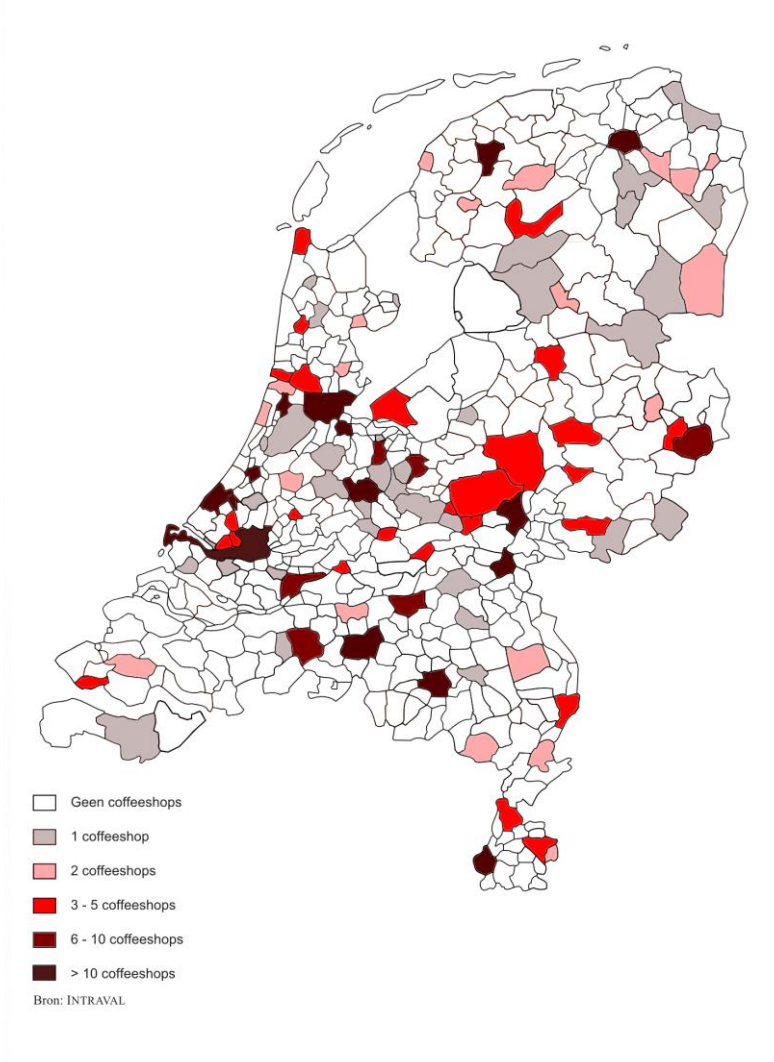 Geen coffeeshops
1 coffeeshop
2 coffeeshops
3 - 5 coffeeshops
6 - 10 coffeeshops
> 10 coffeeshops
Bron: INTRAVAL